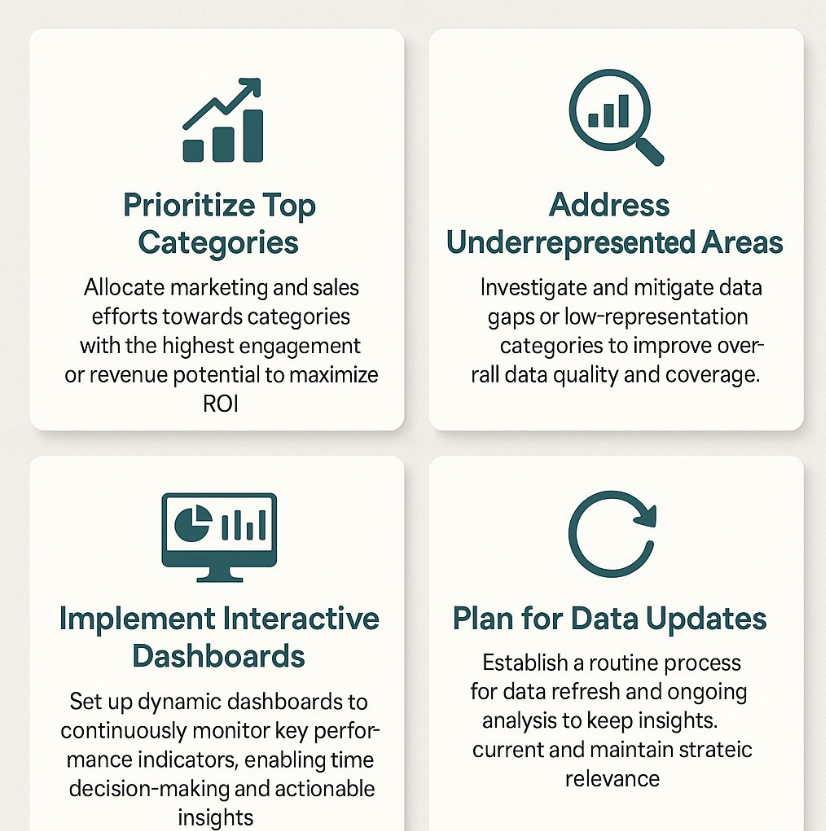 Prioritize Top
Categories
Allocate marketing and sales
efforts towards categories
with the highest engagement
or revenue potential to maximize
ROI
Address
Underrepresented Areas
Investigate and mitigate data
gaps or low-representation
categories to improve over-
rall data quality and coverage.
Implement Interactive
Dashboards
Set up dynamic dashboards to
continuously monitor key perfor-
mance indicators, enabling time
decision-making and actionable
insights
Plan for Data Updates
Establish a routine process
for data refresh and ongoing
analysis to keep insights.
current and maintain strateic
relevance